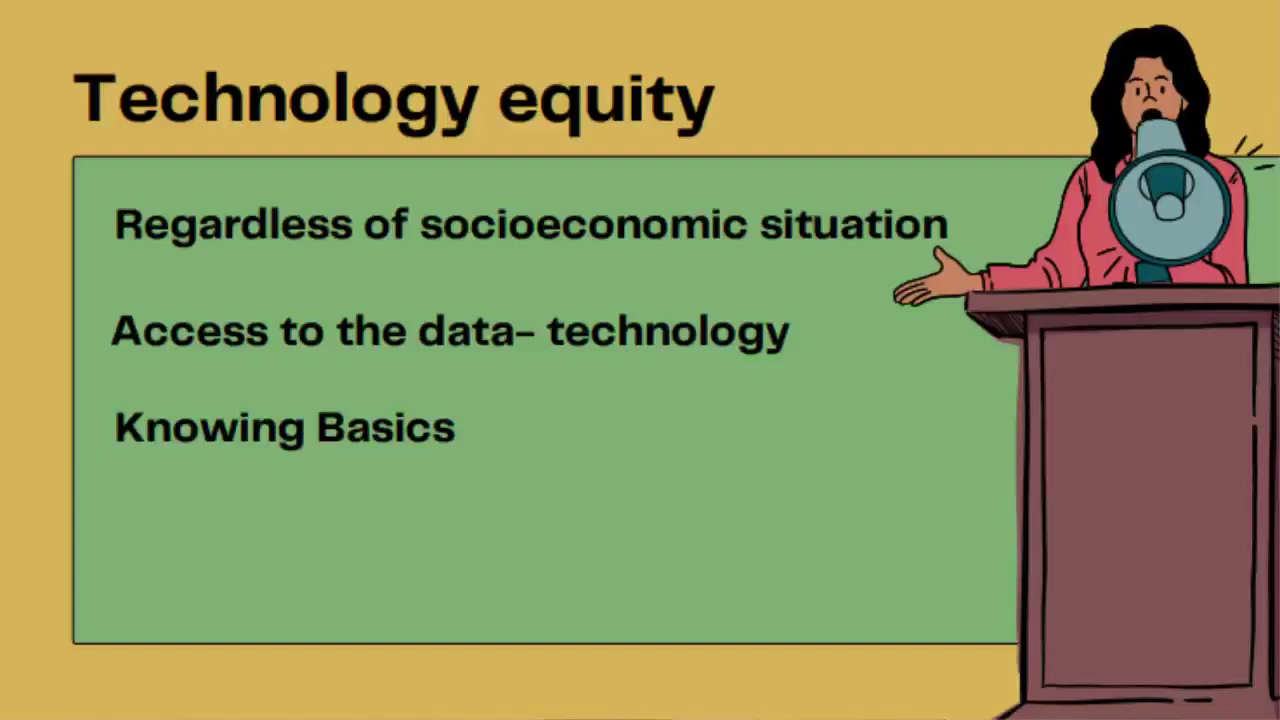 Technology equity
Regardless of socioeconomic situation
Access to the data– technology
Knowing Basics